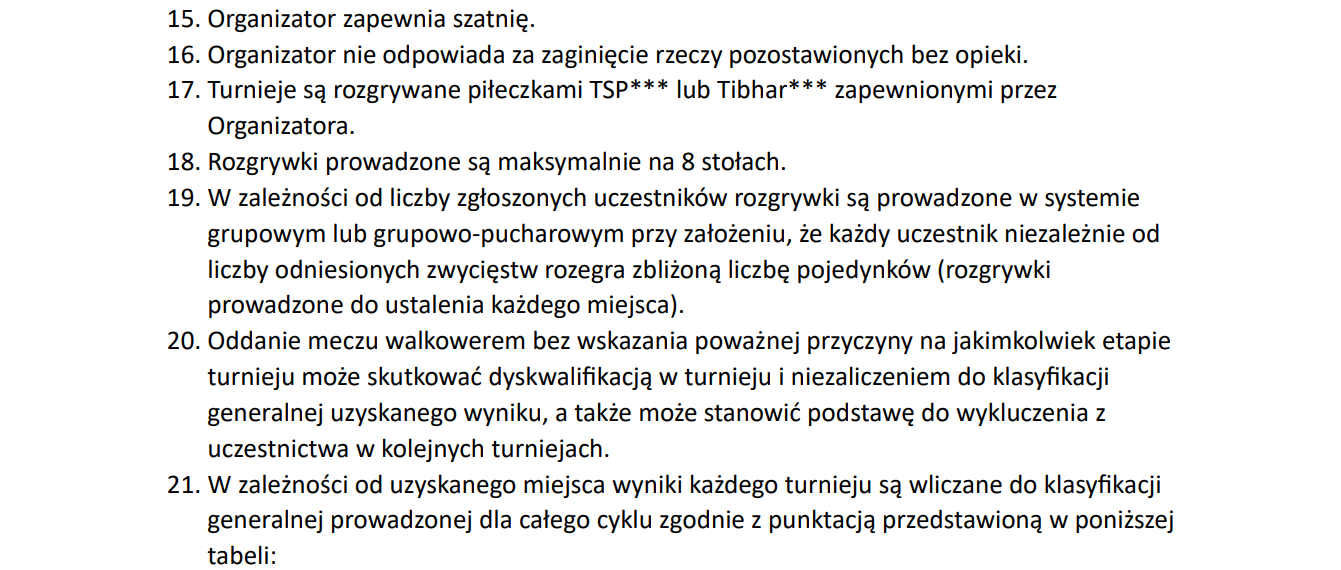 15. Organizator zapewnia szatnię.
16. Organizator nie odpowiada za zaginięcie rzeczy pozostawionych bez opieki.
17. Turnieje są rozgrywane piłeczkami TSP*** lub Tibhar*** zapewnionymi przez
Organizatora.
18. Rozgrywki prowadzone są maksymalnie na 8 stołach.
19. W zależności od liczby zgłoszonych uczestników rozgrywki są prowadzone w systemie
grupowym lub grupowo-pucharowym przy założeniu, że każdy uczestnik niezależnie od
liczby odniesionych zwycięstw rozegra zbliżoną liczbę pojedynków (rozgrywki
prowadzone do ustalenia każdego miejsca).
20. Oddanie meczu walkowerem bez wskazania poważnej przyczyny na jakimkolwiek etapie
turnieju może skutkować dyskwalifikacją w turnieju i niezaliczeniem do klasyfikacji
generalnej uzyskanego wyniku, a także może stanowić podstawę do wykluczenia z
uczestnictwa w kolejnych turniejach.
21. W zależności od uzyskanego miejsca wyniki każdego turnieju są wliczane do klasyfikacji
generalnej prowadzonej dla całego cyklu zgodnie z punktacją przedstawioną w poniższej
tabeli: